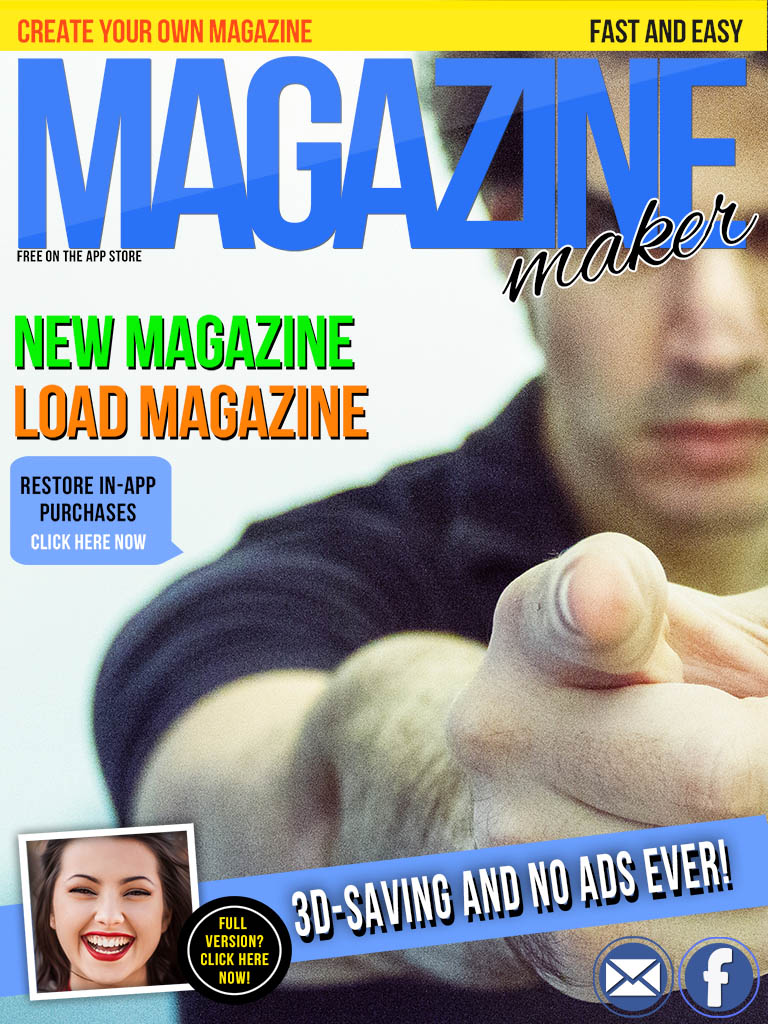 CREATE YOUR OWN MAGAZINE
FAST AND EASY
MAGAZINE
maker
FREE ON THE APP STORE
NEW MAGAZINE
LOAD MAGAZINE
RESTORE IN-APP
PURCHASES
CLICK HERE NOW
3D-SAVING AND NO ADS EVER!
FULL
VERSION?
CLICK HERE
NOW!
f